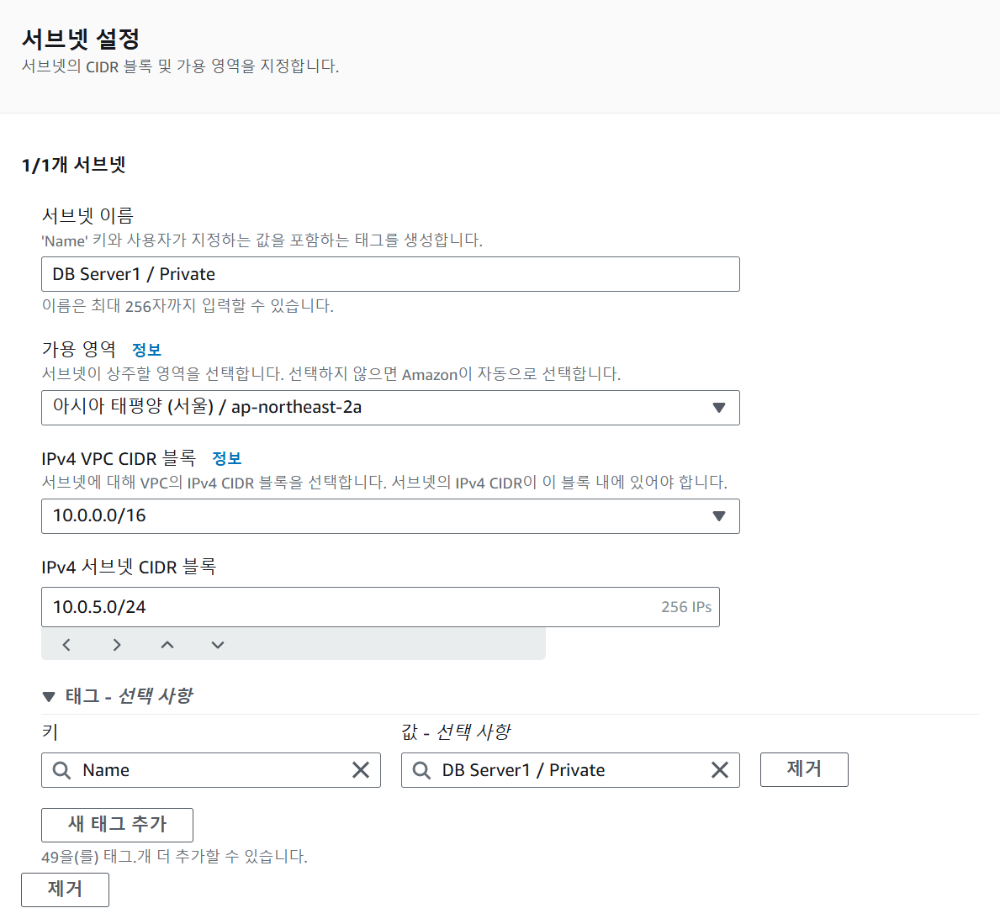 서브넷 설정
서브넷의 CIDR 블록 및 가용 영역을 지정합니다.
1/1개 서브넷
서브넷 이름
'Name' 키와 사용자가 지정하는 값을 포함하는 태그를 생성합니다.
DB Server1 / Private
이름은 최대 256자까지 입력할 수 있습니다.
가용 영역 정보
서브넷이 상주할 영역을 선택합니다. 선택하지 않으면 Amazon이 자동으로 선택합니다.
아시아 태평양 (서울) / ap-northeast-2a
IPv4 VPC CIDR 블록 정보
서브넷에 대해 VPC의 IPv4 CIDR 블록을 선택합니다. 서브넷의 IPv4 CIDR이 이 블록 내에 있어야 합니다.
10.0.0.0/16
IPv4 서브넷 CIDR 블록
10.0.5.0/24 256 IPs
태그 - 선택 사항
키 값 - 선택 사항
Name DB Server1 / Private 제거
새 태그 추가
49을(를) 태그.개 더 추가할 수 있습니다.
제거